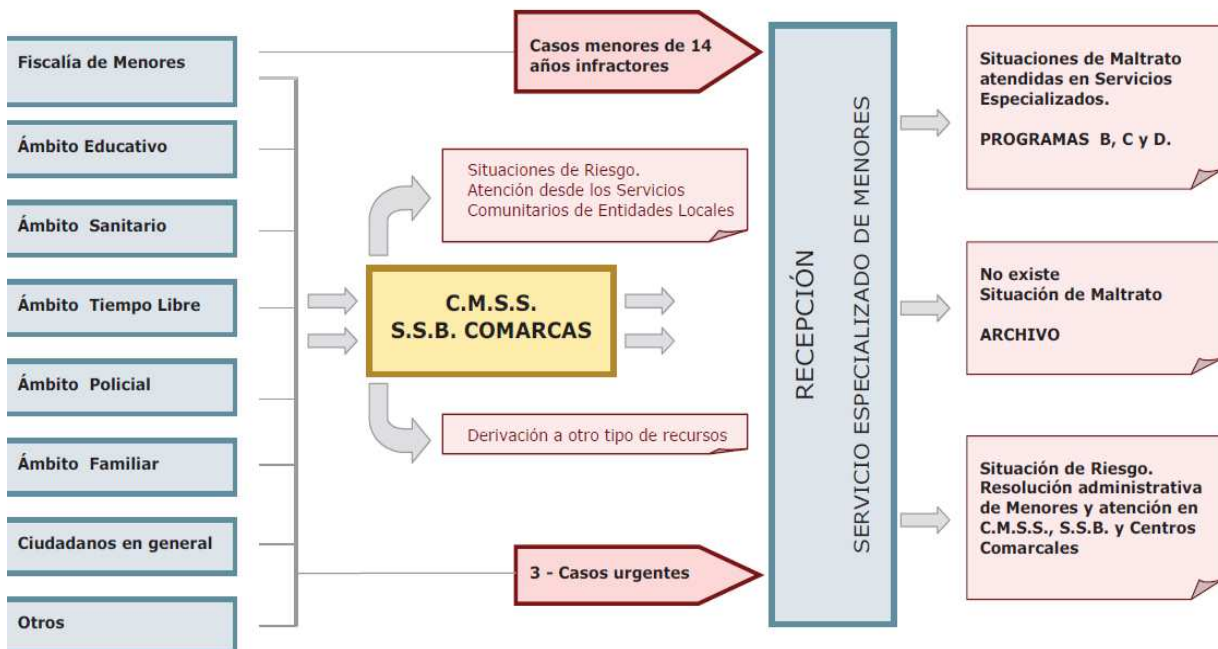 Fiscalía de Menores
Ámbito Educativo
Ámbito Sanitario
Ámbito Tiempo Libre
Ámbito Policial
Ámbito Familiar
Ciudadanos en general
Otros
Casos menores de 14
años infractores
Situaciones de Riesgo.
Atención desde los Servicios
Comunitarios de Entidades Locales
C.M.S.S.
S.S.B. COMARCAS
Derivación a otro tipo de recursos
3 - Casos urgentes
RECEPCIÓN
SERVICIO ESPECIALIZADO DE MENORES
Situaciones de Maltrato
atendidas en Servicios
Especializados.
PROGRAMAS B, C y D.
No existe
Situación de Maltrato
ARCHIVO
Situación de Riesgo.
Resolución administrativa
de Menores y atención en
C.M.S.S., S.S.B. y Centros
Comarcales